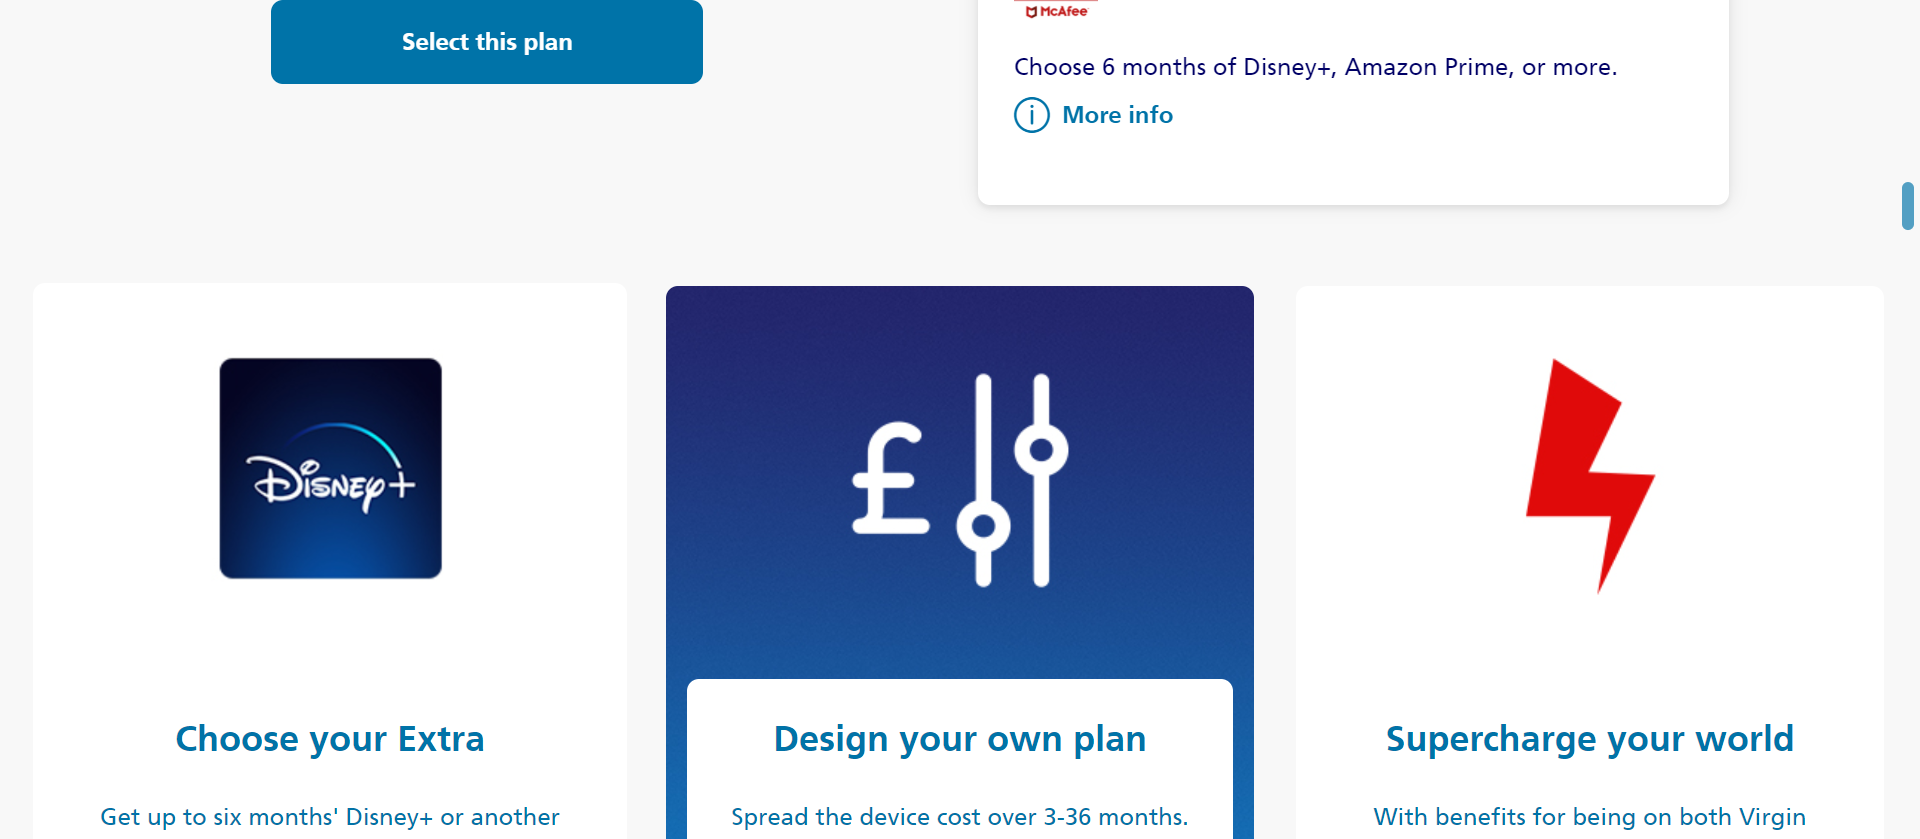 Select this plan
McAfee
Choose 6 months of Disney+, Amazon Prime, or more.
i More info
Disney+
£
Choose your Extra
Get up to six months' Disney+ or another
Design your own plan
Spread the device cost over 3-36 months.
Supercharge your world
With benefits for being on both Virgin